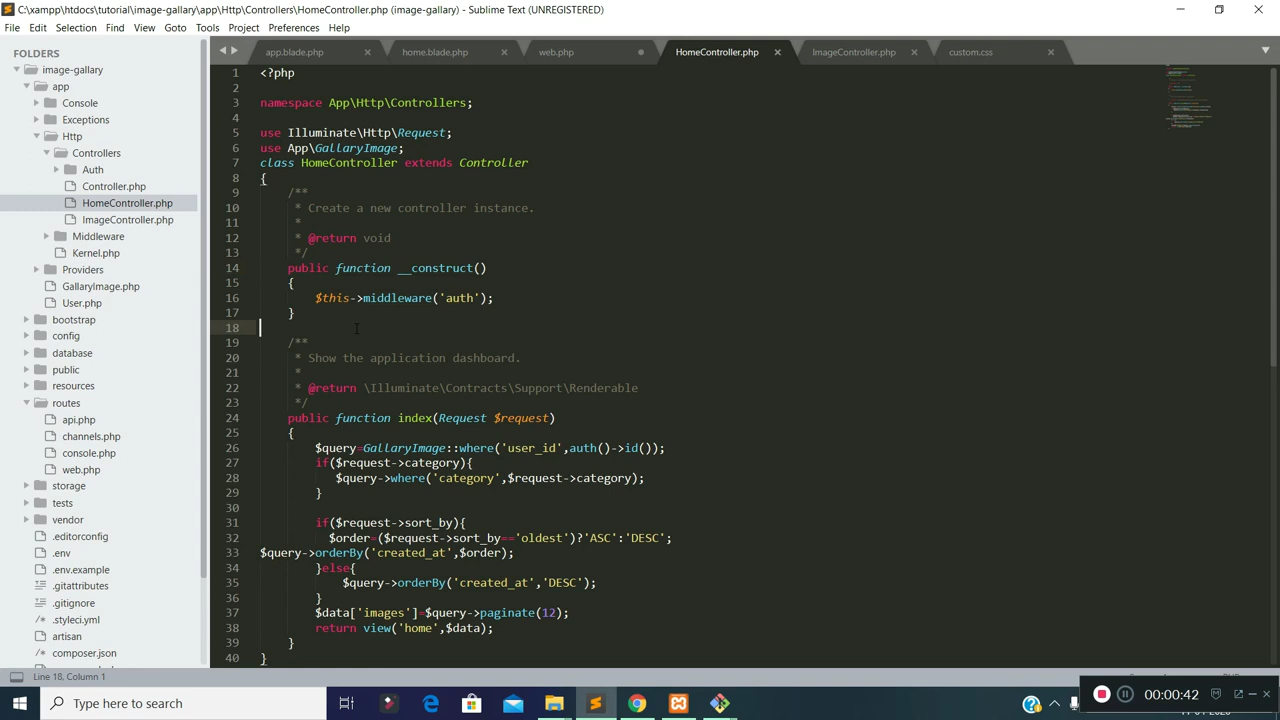 C:\xampp\htdocs\tutorial\image-gallary\app\Http\Controllers\HomeController.php (image-gallary) - Sublime Text (UNREGISTERED)
File Edit Selection Find View Goto Tools Project Preferences Help
FOLDERS
image-gallary
app
Console
Exceptions
Http
Controllers
Auth
Controller.php
HomeController.php
ImageController.php
Middleware
Kernel.php
Providers
GallaryImage.php
User.php
bootstrap
config
database
public
resources
routes
api.php
channels.php
console.php
web.php
storage
tests
vendor
.editorconfig
.env
.env.example
.gitattributes
.gitignore
.styleci.yml
artisan
composer.json
app.blade.php home.blade.php web.php HomeController.php ImageController.php custom.css
1 <?php
2
3 namespace App\Http\Controllers;
4
5 use Illuminate\Http\Request;
6 use App\GallaryImage;
7 class HomeController extends Controller
8 {
9 /**
10 * Create a new controller instance.
11 *
12 * @return void
13 */
14 public function __construct()
15 {
16 $this->middleware('auth');
17 }
18
19 /**
20 * Show the application dashboard.
21 *
22 * @return \Illuminate\Contracts\Support\Renderable
23 */
24 public function index(Request $request)
25 {
26 $query=GallaryImage::where('user_id',auth()->id());
27 if($request->category){
28 $query->where('category',$request->category);
29 }
30
31 if($request->sort_by){
32 $order=($request->sort_by=='oldest')?'ASC':'DESC';
33 $query->orderBy('created_at',$order);
34 }else{
35 $query->orderBy('created_at','DESC');
36 }
37 $data['images']=$query->paginate(12);
38 return view('home',$data);
39 }
40 }
Line 18, Column 1
Type here to search
00:00:42